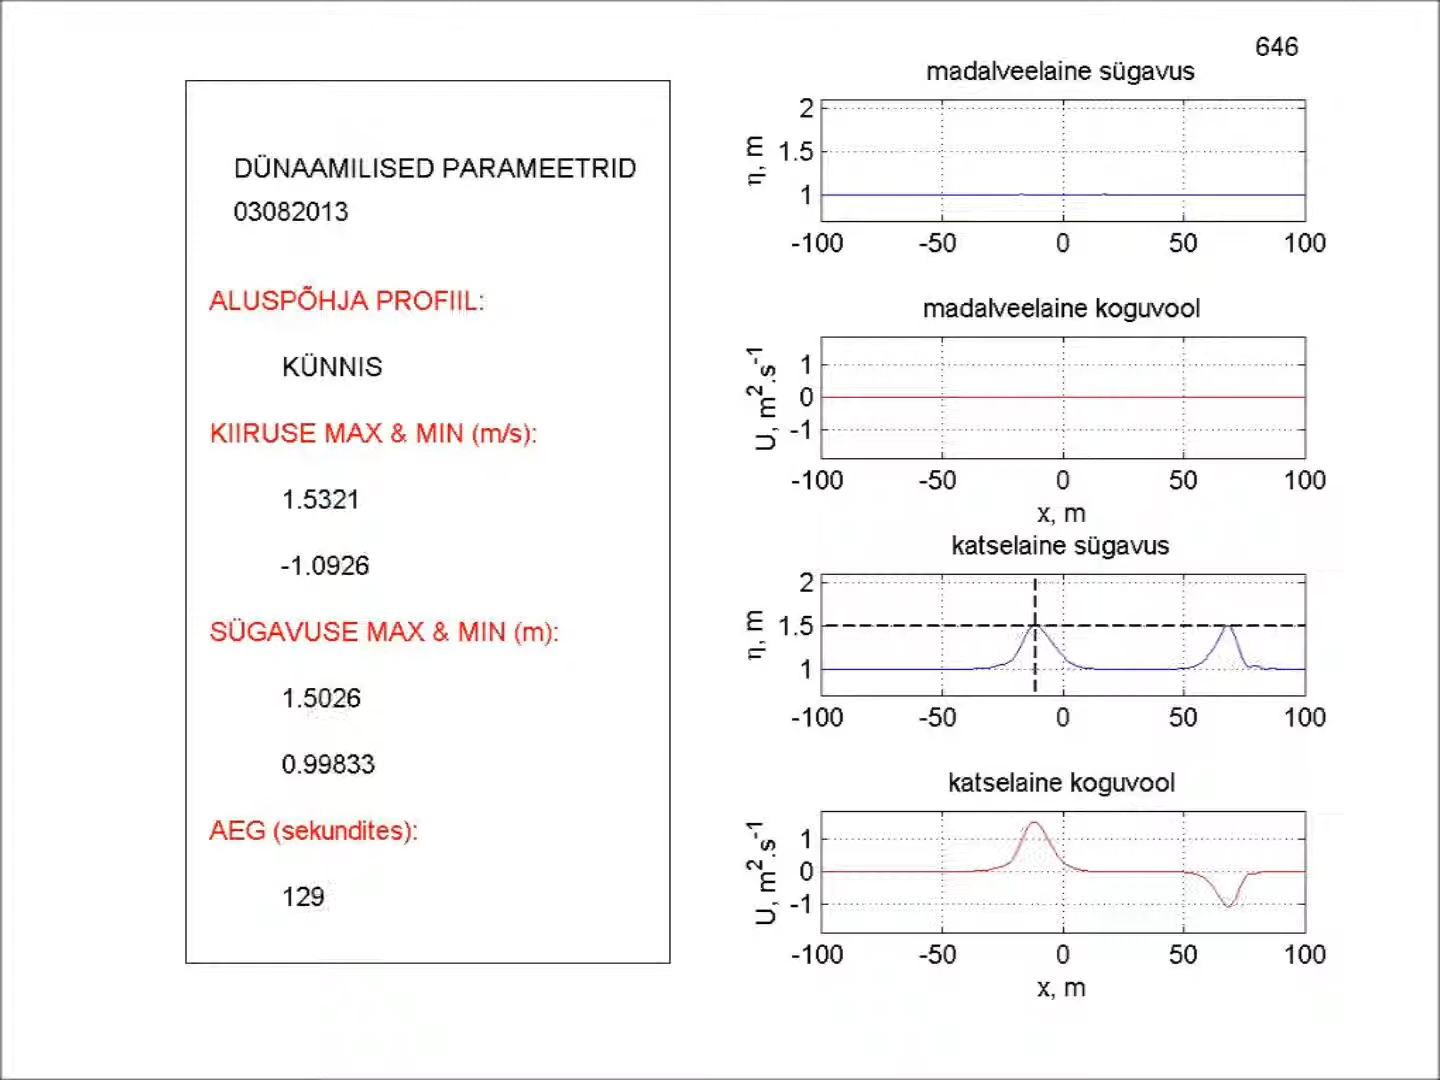 646
DÜNAAMILISED PARAMEETRID
03082013
ALUSPÕHJA PROFIIL:
KÜNNIS
KIIRUSE MAX & MIN (m/s):
1.5321
-1.0926
SÜGAVUSE MAX & MIN (m):
1.5026
0.99833
AEG (sekundites):
129
madalveelaine sügavus
η, m
2
1.5
1
-100 -50 0 50 100
madalveelaine koguvool
U, m².s⁻¹
1
0
-1
-100 -50 0 50 100
x, m
katselaine sügavus
η, m
2
1.5
1
-100 -50 0 50 100
katselaine koguvool
U, m².s⁻¹
1
0
-1
-100 -50 0 50 100
x, m